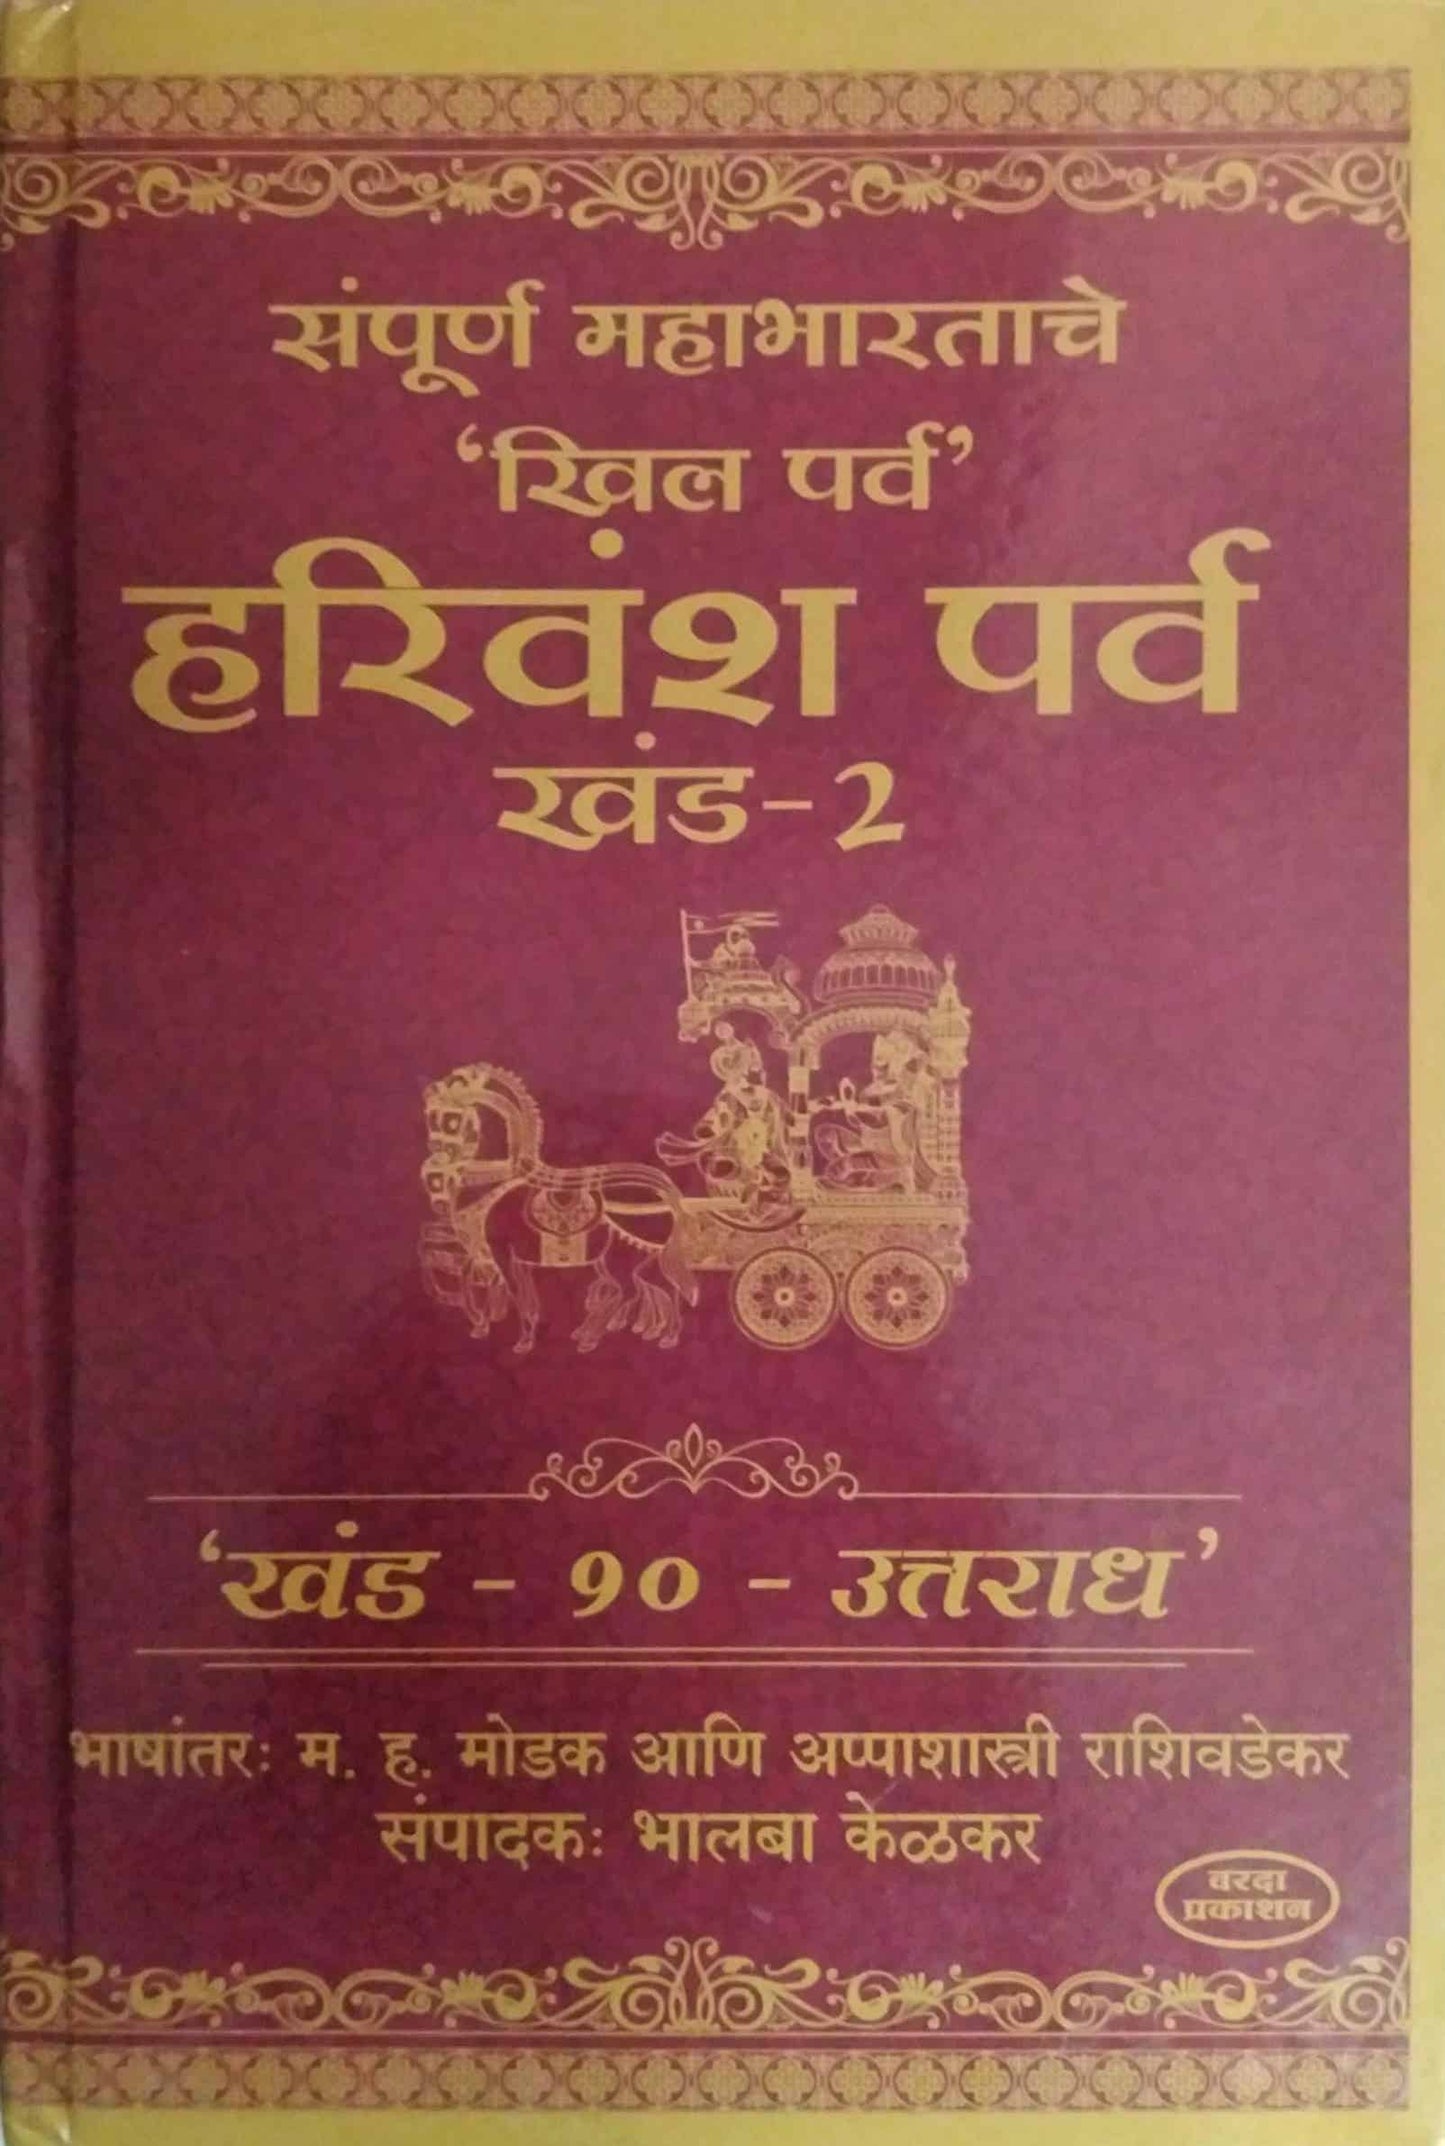 संपूर्ण महाभारताचे
‘खिल पर्व’
हरिवंश पर्व
खंड-2
‘खंड - १० - उत्तराध’
भाषांतर: म. ह. मोडक आणि अप्पाशास्त्री राशिवडेकर
संपादक: भालबा केळकर
वरदा
प्रकाशन